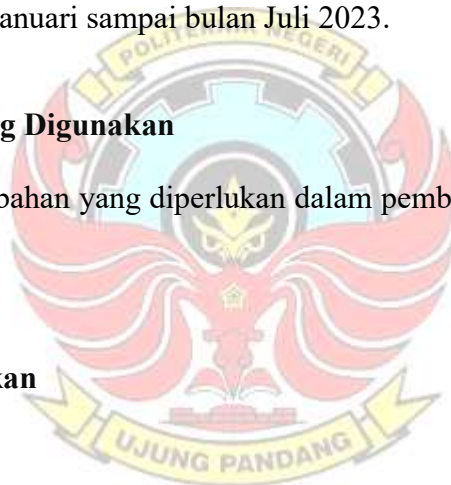 anuari sampai bulan Juli 2023.
POLITEKNIK NEGERI
g Digunakan
bahan yang diperlukan dalam pemb
kan
UJUNG PANDANG